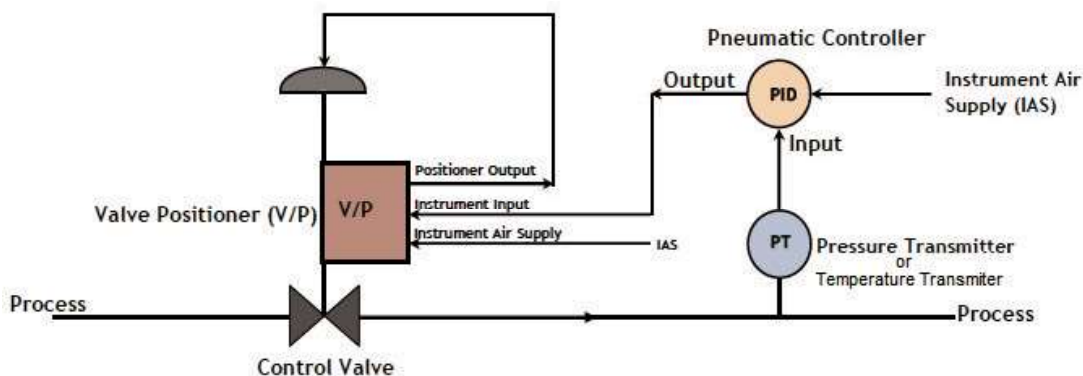 Pneumatic Controller
Output
PID
Instrument Air
Supply (IAS)
Input
Positioner Output
Valve Positioner (V/P)
V/P
Instrument Input
Instrument Air Supply
IAS
PT
Pressure Transmitter
or
Temperature Transmiter
Process
Process
Control Valve